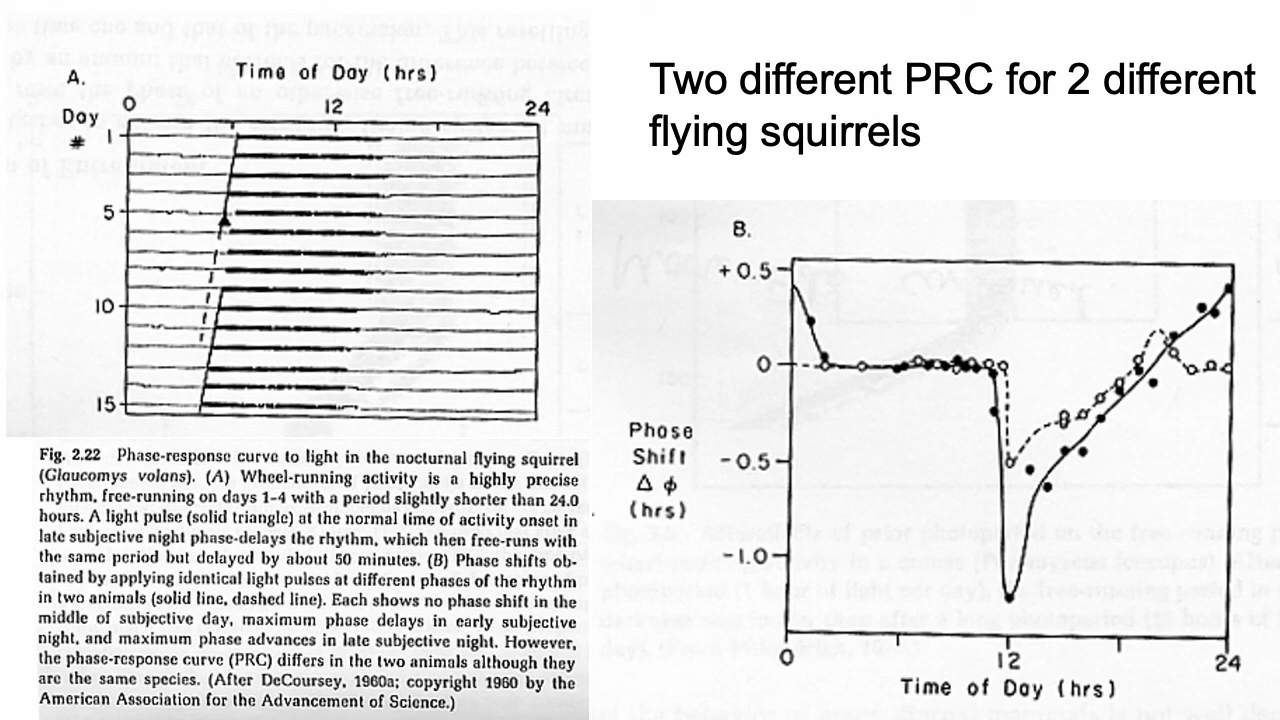 Two different PRC for 2 different
flying squirrels
A.
Time of Day (hrs)
0 12 24
Day
#
1
5
10
15
Fig. 2.22 Phase-response curve to light in the nocturnal flying squirrel
(Glaucomys volans). (A) Wheel-running activity is a highly precise
rhythm, free-running on days 1-4 with a period slightly shorter than 24.0
hours. A light pulse (solid triangle) at the normal time of activity onset in
late subjective night phase-delays the rhythm, which then free-runs with
the same period but delayed by about 50 minutes. (B) Phase shifts ob-
tained by applying identical light pulses at different phases of the rhythm
in two animals (solid line, dashed line). Each shows no phase shift in the
middle of subjective day, maximum phase delays in early subjective
night, and maximum phase advances in late subjective night. However,
the phase-response curve (PRC) differs in the two animals although they
are the same species. (After DeCoursey, 1960a; copyright 1960 by the
American Association for the Advancement of Science.)
B.
+0.5
0
Phase
Shift
Δ ϕ
(hrs)
-0.5
-1.0
0 12 24
Time of Day (hrs)